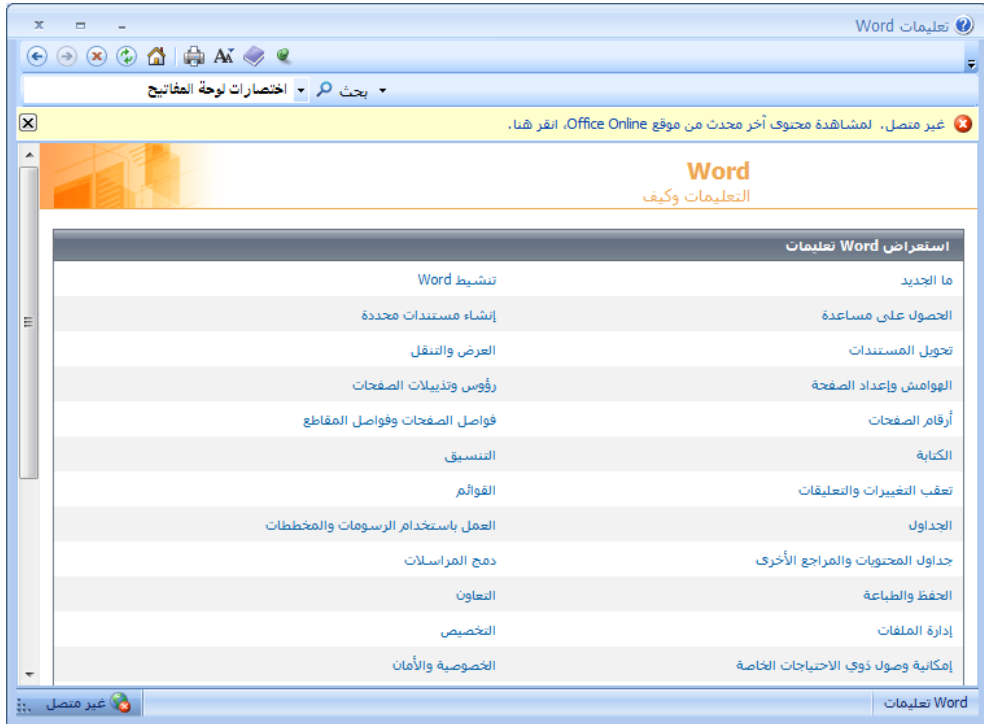 تعليمات Word
بحث
اختصارات لوحة المفاتيح
غير متصل. لمشاهدة محتوى آخر محدث من موقع Office Online، انقر هنا.
Word
التعليمات وكيف
استعراض Word تعليمات
ما الجديد تنشيط Word
الحصول على مساعدة إنشاء مستندات محددة
تحويل المستندات العرض والتنقل
الهوامش وإعداد الصفحة رؤوس وتذييلات الصفحات
أرقام الصفحات فواصل الصفحات وفواصل المقاطع
الكتابة التنسيق
تعقب التغييرات والتعليقات القوائم
الجداول العمل باستخدام الرسومات والمخططات
جداول المحتويات والمراجع الأخرى دمج المراسلات
الحفظ والطباعة التعاون
إدارة الملفات التخصيص
إمكانية وصول ذوي الاحتياجات الخاصة الخصوصية والأمان
Word تعليمات غير متصل